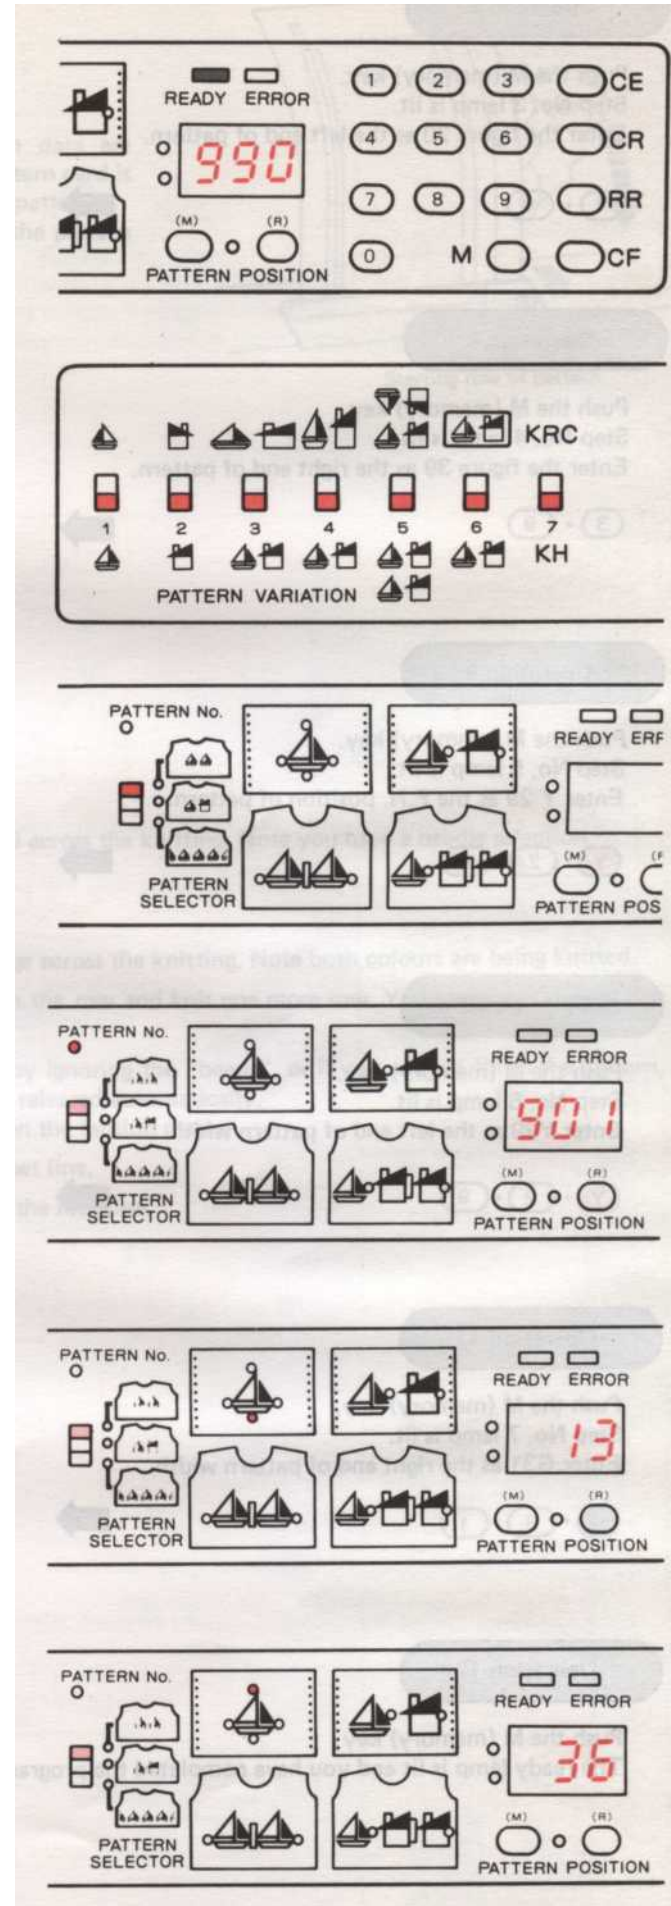 READY ERROR
990
(M) (R)
PATTERN POSITION
1 2 3 CE
4 5 6 CR
7 8 9 RR
0 M CF
KRC
1 2 3 4 5 6 7
KH
PATTERN VARIATION
PATTERN No.
PATTERN
SELECTOR
READY ERF
(M) (F
PATTERN POS
PATTERN No.
PATTERN
SELECTOR
READY ERROR
901
(M) (R)
PATTERN POSITION
PATTERN No.
PATTERN
SELECTOR
READY ERROR
13
(M) (R)
PATTERN POSITION
PATTERN No.
PATTERN
SELECTOR
READY ERROR
36
(M) (R)
PATTERN POSITION